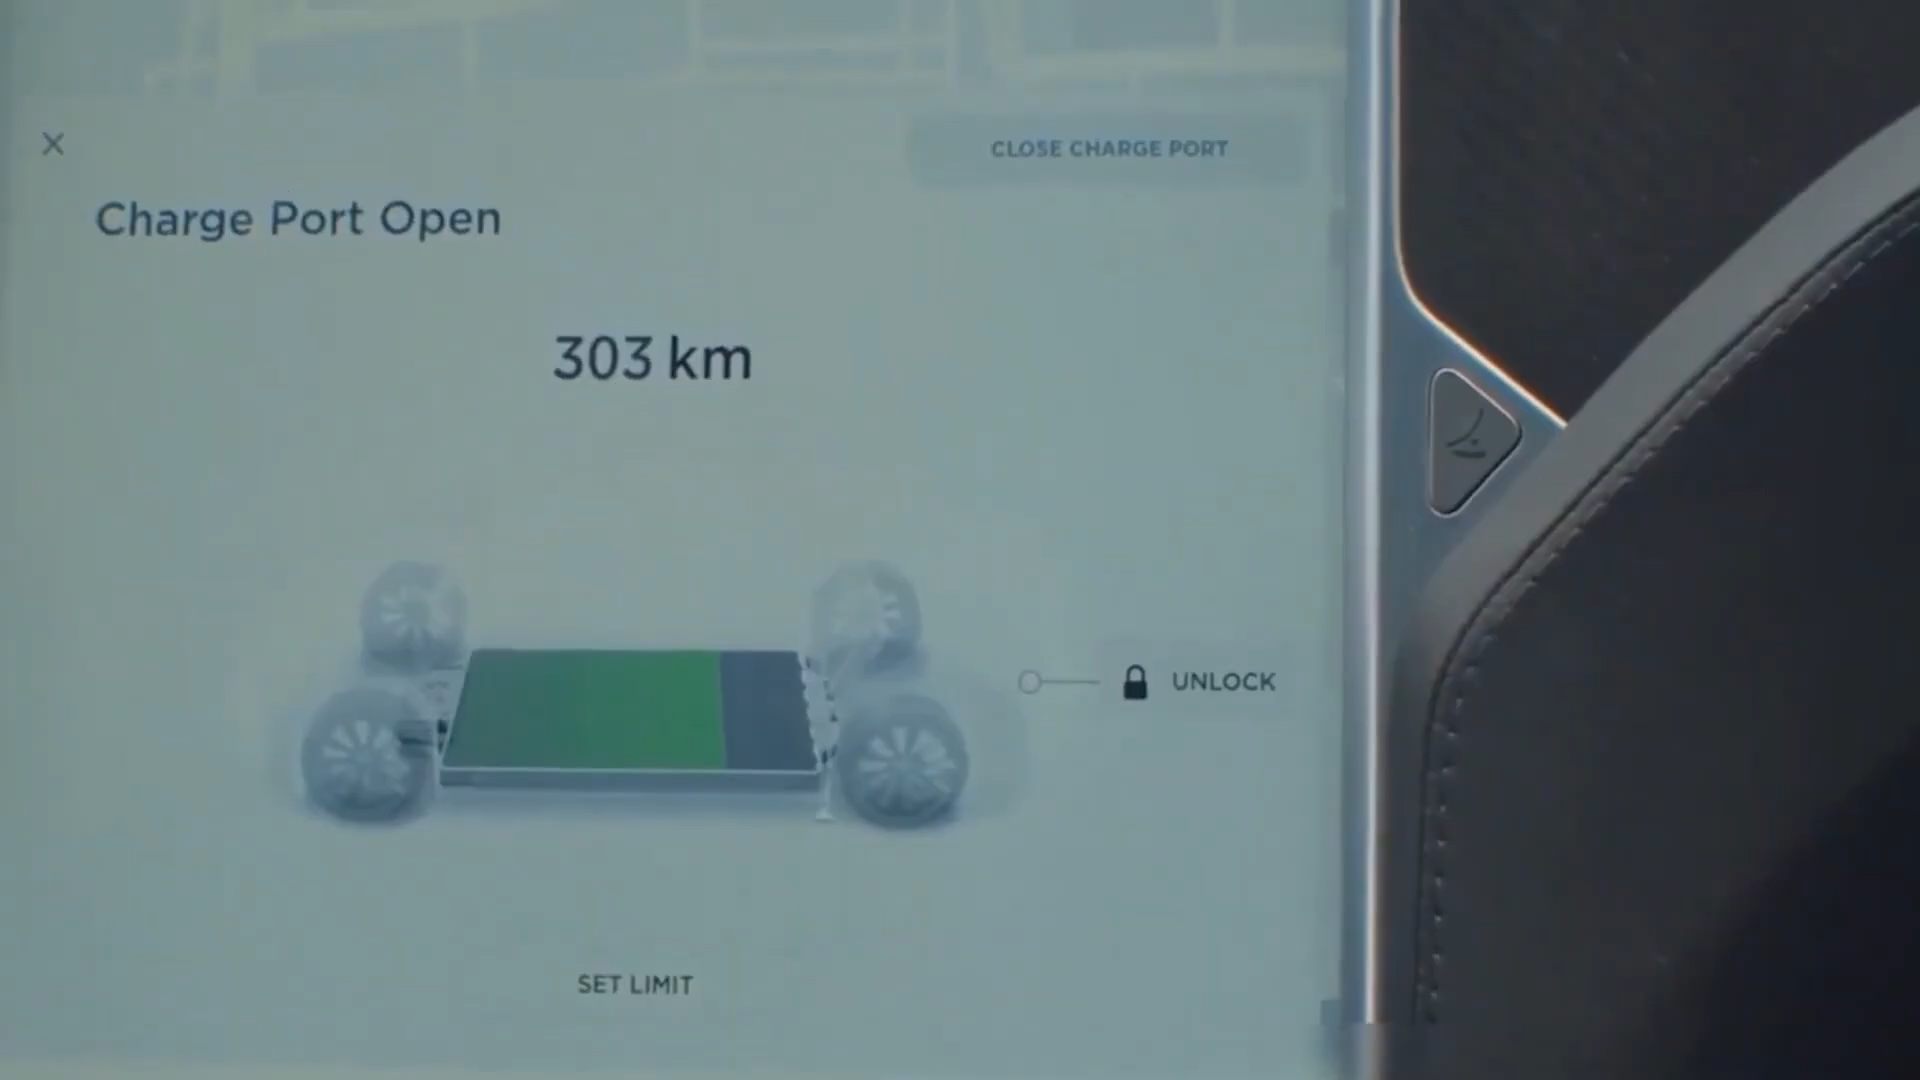 CLOSE CHARGE PORT
Charge Port Open
303 km
UNLOCK
SET LIMIT